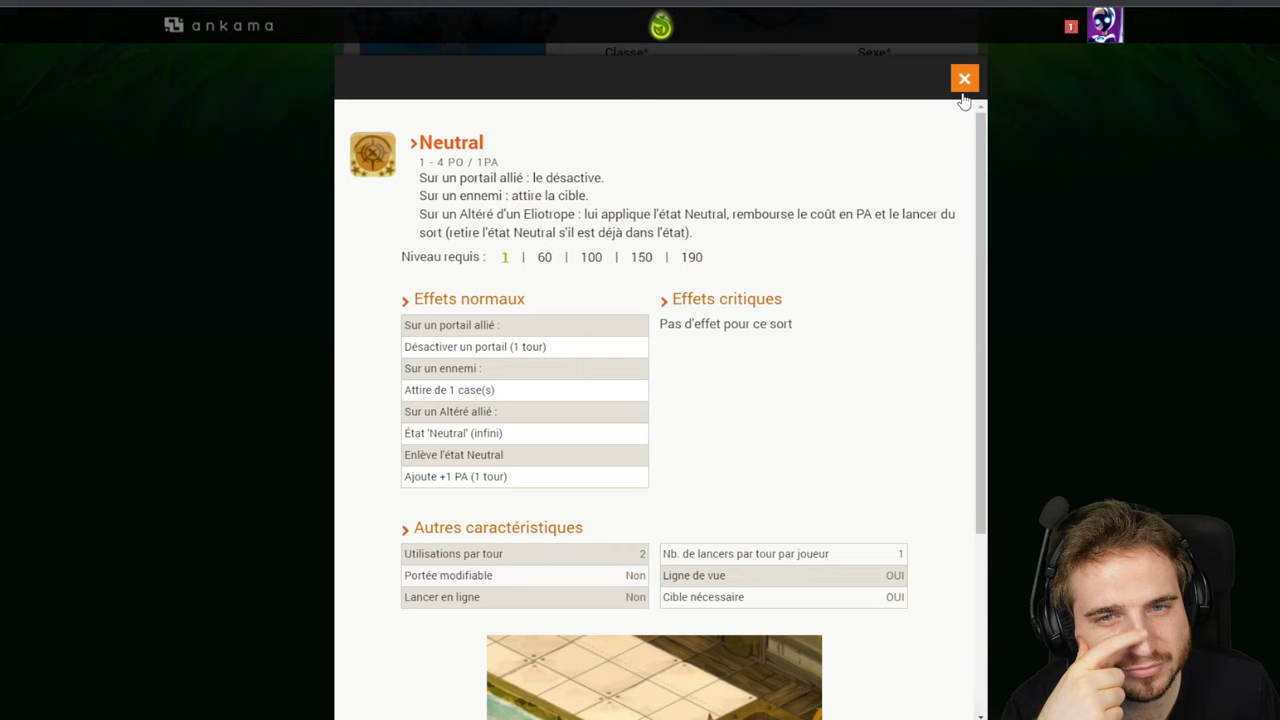 ankama
1
Classe*
Sexe*
Neutral
1 - 4 PO / 1PA
Sur un portail allié : le désactive.
Sur un ennemi : attire la cible.
Sur un Altéré d'un Eliotrope : lui applique l'état Neutral, rembourse le coût en PA et le lancer du
sort (retire l'état Neutral s'il est déjà dans l'état).
Niveau requis : 1 | 60 | 100 | 150 | 190
Effets normaux
Sur un portail allié :
Désactiver un portail (1 tour)
Sur un ennemi :
Attire de 1 case(s)
Sur un Altéré allié :
État 'Neutral' (infini)
Enlève l'état Neutral
Ajoute +1 PA (1 tour)
Effets critiques
Pas d'effet pour ce sort
Autres caractéristiques
Utilisations par tour 2
Portée modifiable Non
Lancer en ligne Non
Nb. de lancers par tour par joueur 1
Ligne de vue OUI
Cible nécessaire OUI